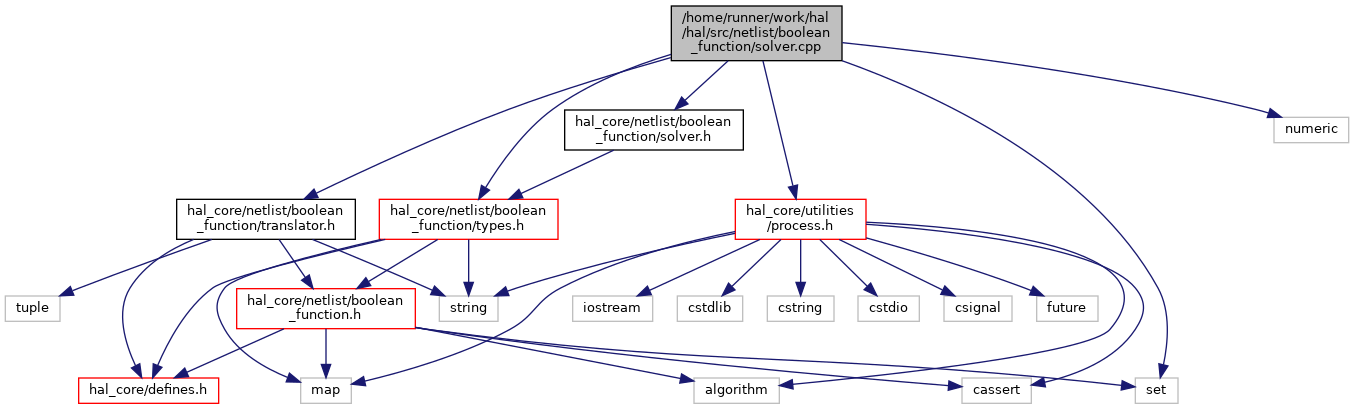 /home/runner/work/hal
/hal/src/netlist/boolean
_function/solver.cpp
hal_core/netlist/boolean
_function/solver.h
numeric
hal_core/netlist/boolean
_function/translator.h
hal_core/netlist/boolean
_function/types.h
hal_core/utilities
/process.h
tuple
hal_core/netlist/boolean
_function.h
string
iostream
cstdlib
cstring
cstdio
csignal
future
hal_core/defines.h
map
algorithm
cassert
set